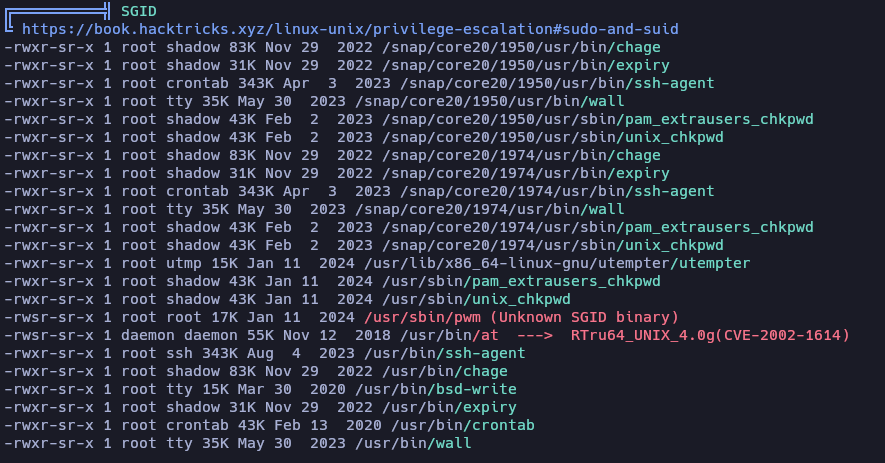 ╔══════════╣ SGID
╚ https://book.hacktricks.xyz/linux-unix/privilege-escalation#sudo-and-suid
-rwxr-sr-x 1 root shadow 83K Nov 29  2022 /snap/core20/1950/usr/bin/chage
-rwxr-sr-x 1 root shadow 31K Nov 29  2022 /snap/core20/1950/usr/bin/expiry
-rwxr-sr-x 1 root crontab 343K Apr  3  2023 /snap/core20/1950/usr/bin/ssh-agent
-rwxr-sr-x 1 root tty 35K May 30  2023 /snap/core20/1950/usr/bin/wall
-rwxr-sr-x 1 root shadow 43K Feb  2  2023 /snap/core20/1950/usr/sbin/pam_extrausers_chkpwd
-rwxr-sr-x 1 root shadow 43K Feb  2  2023 /snap/core20/1950/usr/sbin/unix_chkpwd
-rwxr-sr-x 1 root shadow 83K Nov 29  2022 /snap/core20/1974/usr/bin/chage
-rwxr-sr-x 1 root shadow 31K Nov 29  2022 /snap/core20/1974/usr/bin/expiry
-rwxr-sr-x 1 root crontab 343K Apr  3  2023 /snap/core20/1974/usr/bin/ssh-agent
-rwxr-sr-x 1 root tty 35K May 30  2023 /snap/core20/1974/usr/bin/wall
-rwxr-sr-x 1 root shadow 43K Feb  2  2023 /snap/core20/1974/usr/sbin/pam_extrausers_chkpwd
-rwxr-sr-x 1 root shadow 43K Feb  2  2023 /snap/core20/1974/usr/sbin/unix_chkpwd
-rwxr-sr-x 1 root utmp 15K Jan 11  2024 /usr/lib/x86_64-linux-gnu/utempter/utempter
-rwxr-sr-x 1 root shadow 43K Jan 11  2024 /usr/sbin/pam_extrausers_chkpwd
-rwxr-sr-x 1 root shadow 43K Jan 11  2024 /usr/sbin/unix_chkpwd
-rwsr-sr-x 1 root root 17K Jan 11  2024 /usr/sbin/pwm (Unknown SGID binary)
-rwsr-sr-x 1 daemon daemon 55K Nov 12  2018 /usr/bin/at  --->  RTru64_UNIX_4.0g(CVE-2002-1614)
-rwxr-sr-x 1 root ssh 343K Aug  4  2023 /usr/bin/ssh-agent
-rwxr-sr-x 1 root shadow 83K Nov 29  2022 /usr/bin/chage
-rwxr-sr-x 1 root tty 15K Mar 30  2020 /usr/bin/bsd-write
-rwxr-sr-x 1 root shadow 31K Nov 29  2022 /usr/bin/expiry
-rwxr-sr-x 1 root crontab 43K Feb 13  2020 /usr/bin/crontab
-rwxr-sr-x 1 root tty 35K May 30  2023 /usr/bin/wall